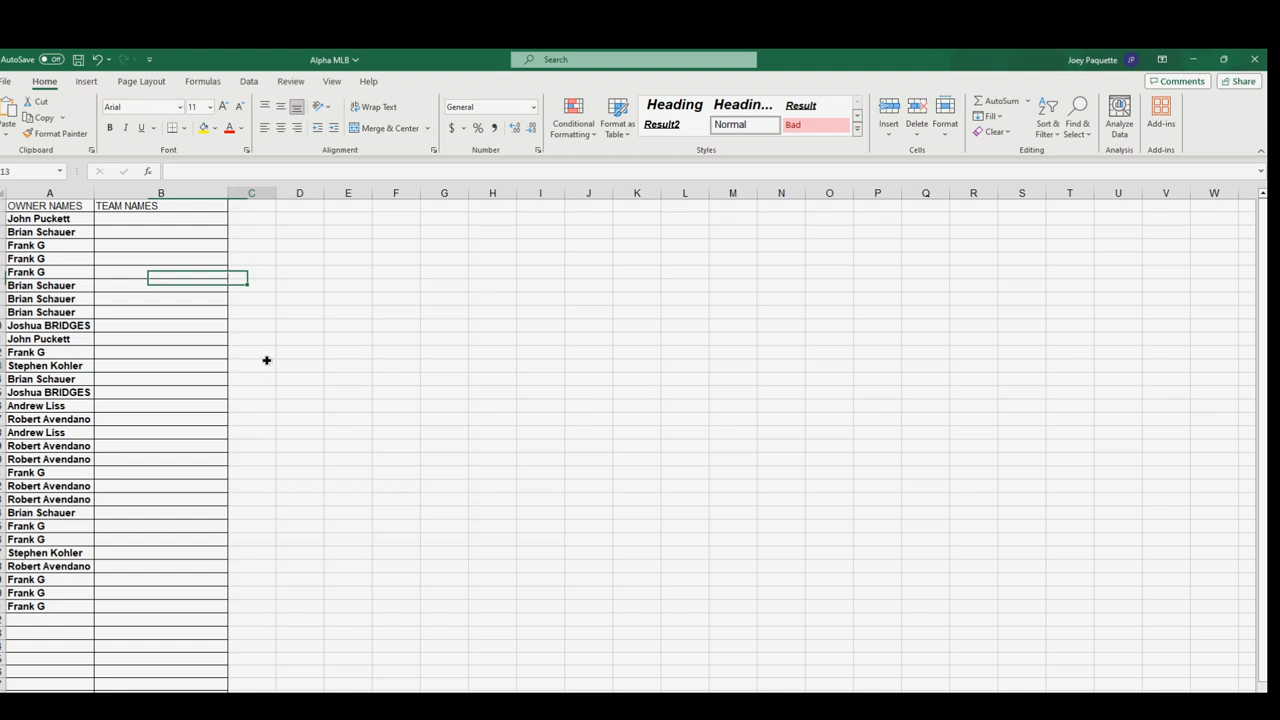 AutoSave Off Alpha MLB Search Joey Paquette JP
File Home Insert Page Layout Formulas Data Review View Help Comments Share
Paste Cut Copy Format Painter Clipboard
Arial 11 A A B I U A Font
Wrap Text Merge & Center Alignment
General $ % 9 Number
Conditional Formatting Format as Table
Heading Headin... Result
Result2 Normal Bad
Styles
Insert Delete Format Cells
AutoSum Fill Clear Sort & Filter Find & Select Editing
Analyze Data Analysis
Add-ins Add-ins
13 fx
A B C D E F G H I J K L M N O P Q R S T U V W
OWNER NAMES TEAM NAMES
John Puckett
Brian Schauer
Frank G
Frank G
Frank G
Brian Schauer
Brian Schauer
Brian Schauer
Joshua BRIDGES
John Puckett
Frank G
Stephen Kohler
Brian Schauer
Joshua BRIDGES
Andrew Liss
Robert Avendano
Andrew Liss
Robert Avendano
Robert Avendano
Frank G
Robert Avendano
Robert Avendano
Brian Schauer
Frank G
Frank G
Stephen Kohler
Robert Avendano
Frank G
Frank G
Frank G